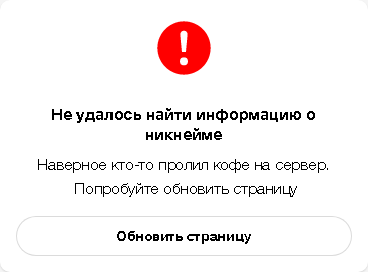 Не удалось найти информацию о
никнейме
Наверное кто-то пролил кофе на сервер.
Попробуйте обновить страницу
Обновить страницу